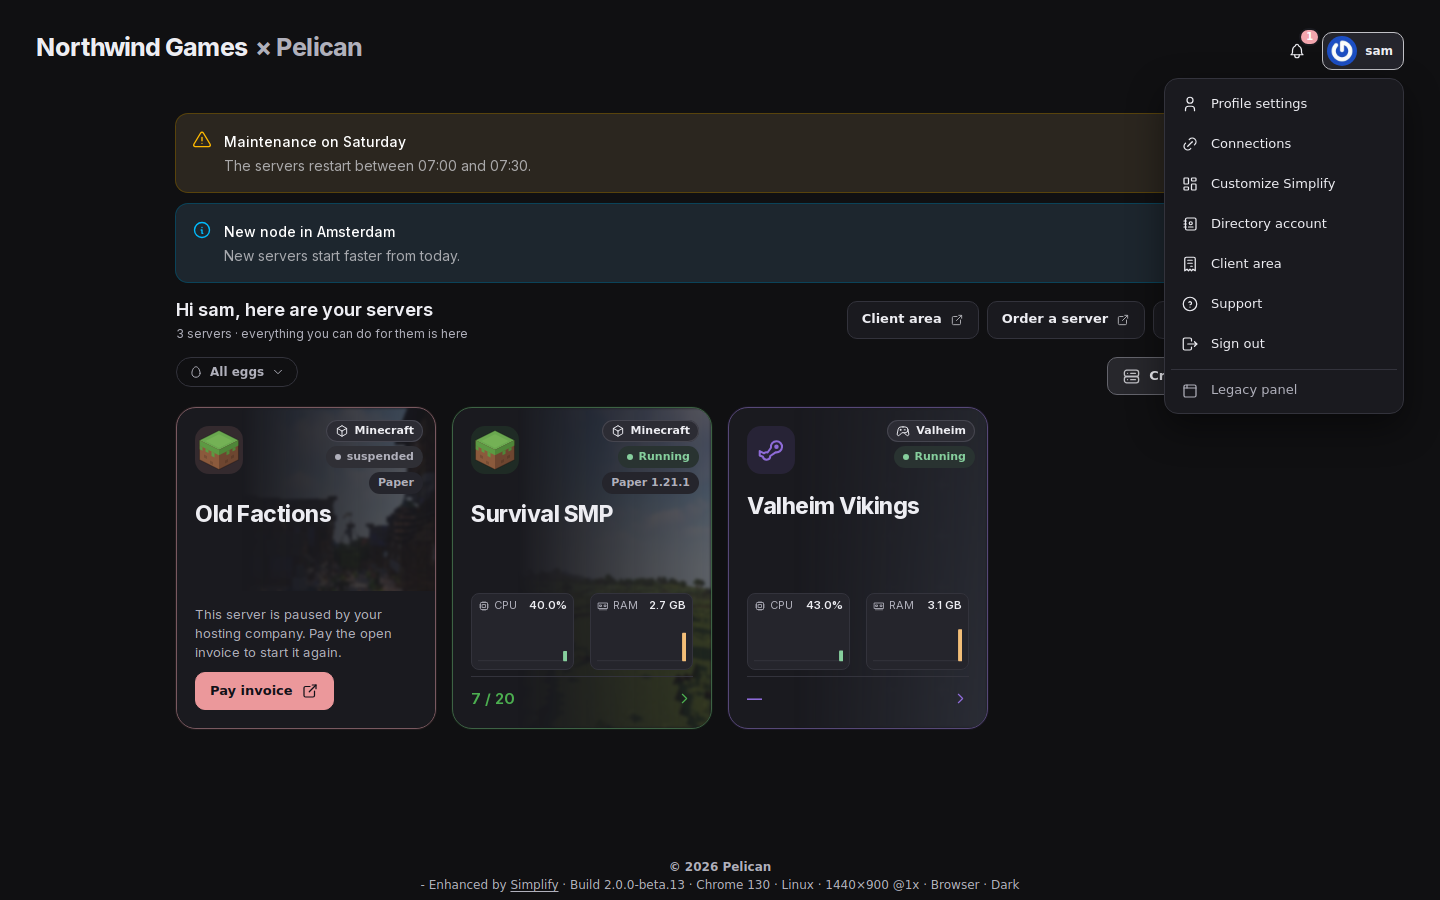 Northwind Games × Pelican
1
sam
Profile settings
Connections
Customize Simplify
Directory account
Client area
Support
Sign out
Legacy panel
Maintenance on Saturday
The servers restart between 07:00 and 07:30.
New node in Amsterdam
New servers start faster from today.
Hi sam, here are your servers
3 servers · everything you can do for them is here
Client area
Order a server
All eggs
Minecraft
suspended
Paper
Old Factions
This server is paused by your
hosting company. Pay the open
invoice to start it again.
Pay invoice
Minecraft
Running
Paper 1.21.1
Survival SMP
CPU 40.0%
RAM 2.7 GB
7 / 20
Valheim
Running
Valheim Vikings
CPU 43.0%
RAM 3.1 GB
—
© 2026 Pelican
- Enhanced by Simplify · Build 2.0.0-beta.13 · Chrome 130 · Linux · 1440×900 @1x · Browser · Dark